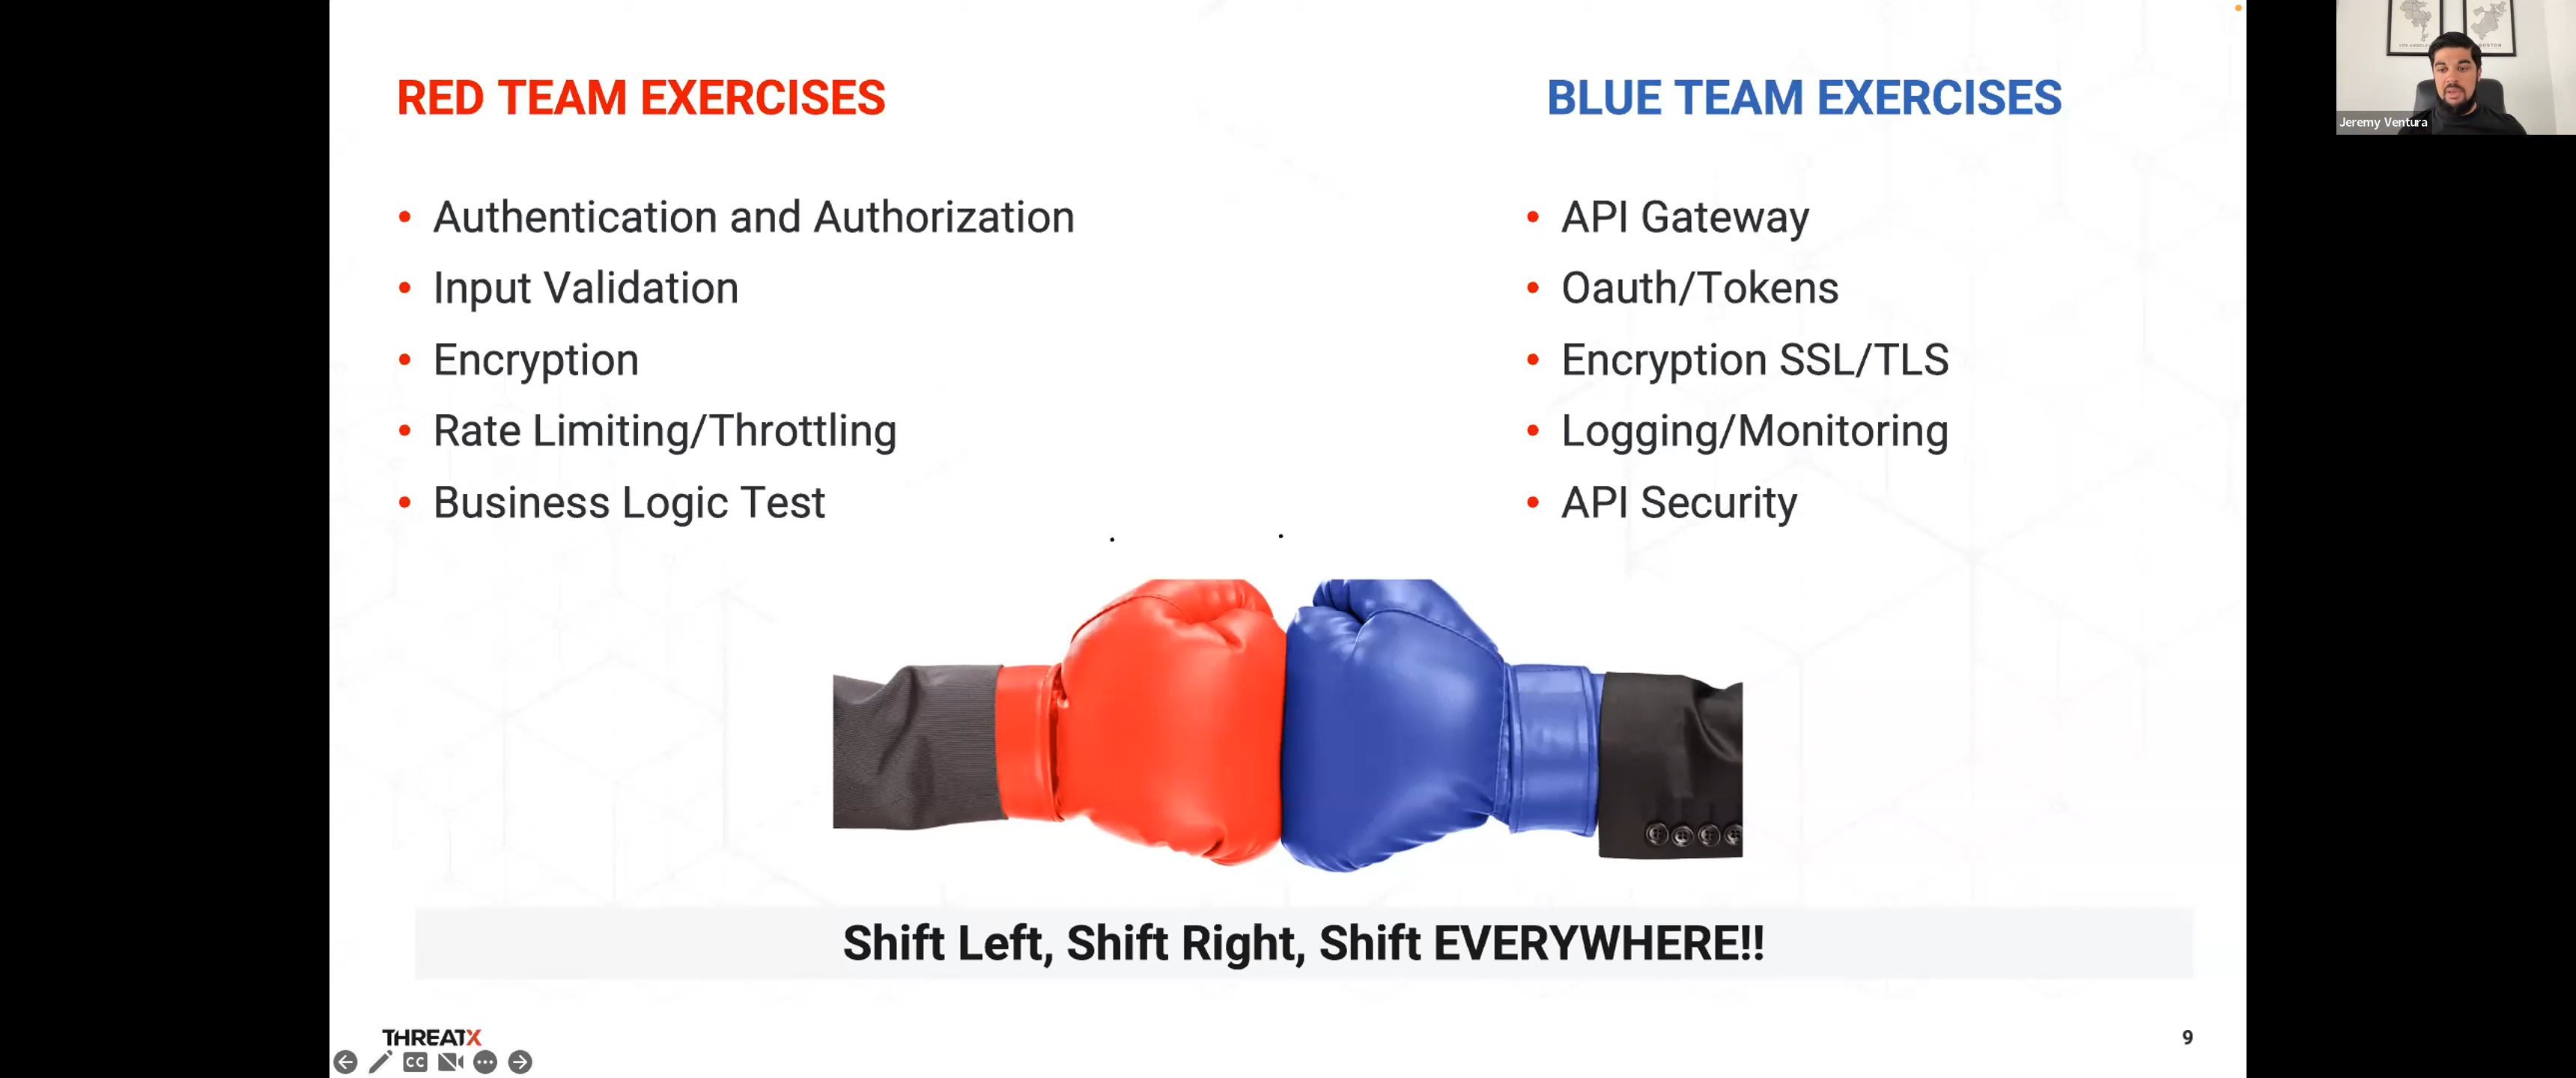 RED TEAM EXERCISES
• Authentication and Authorization
• Input Validation
• Encryption
• Rate Limiting/Throttling
• Business Logic Test
BLUE TEAM EXERCISES
• API Gateway
• Oauth/Tokens
• Encryption SSL/TLS
• Logging/Monitoring
• API Security
Shift Left, Shift Right, Shift EVERYWHERE!!
THREATX
9
CC
Jeremy Ventura